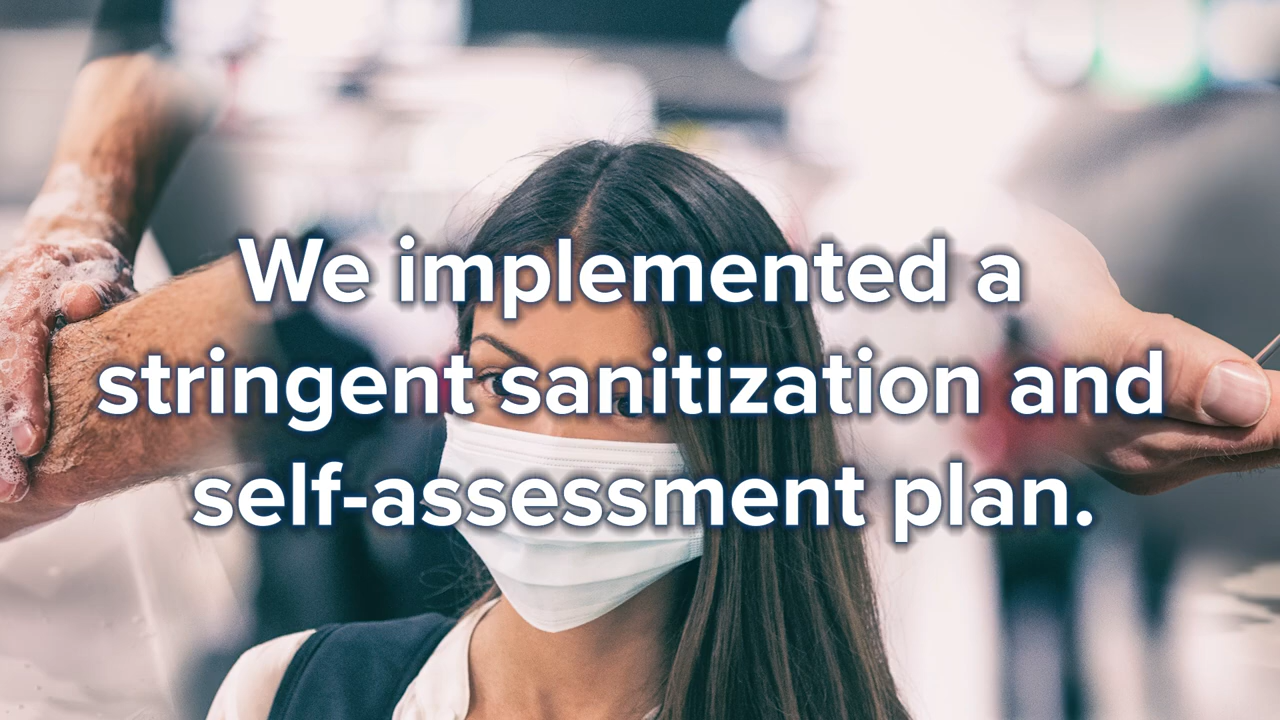 We implemented a
stringent sanitization and
self-assessment plan.